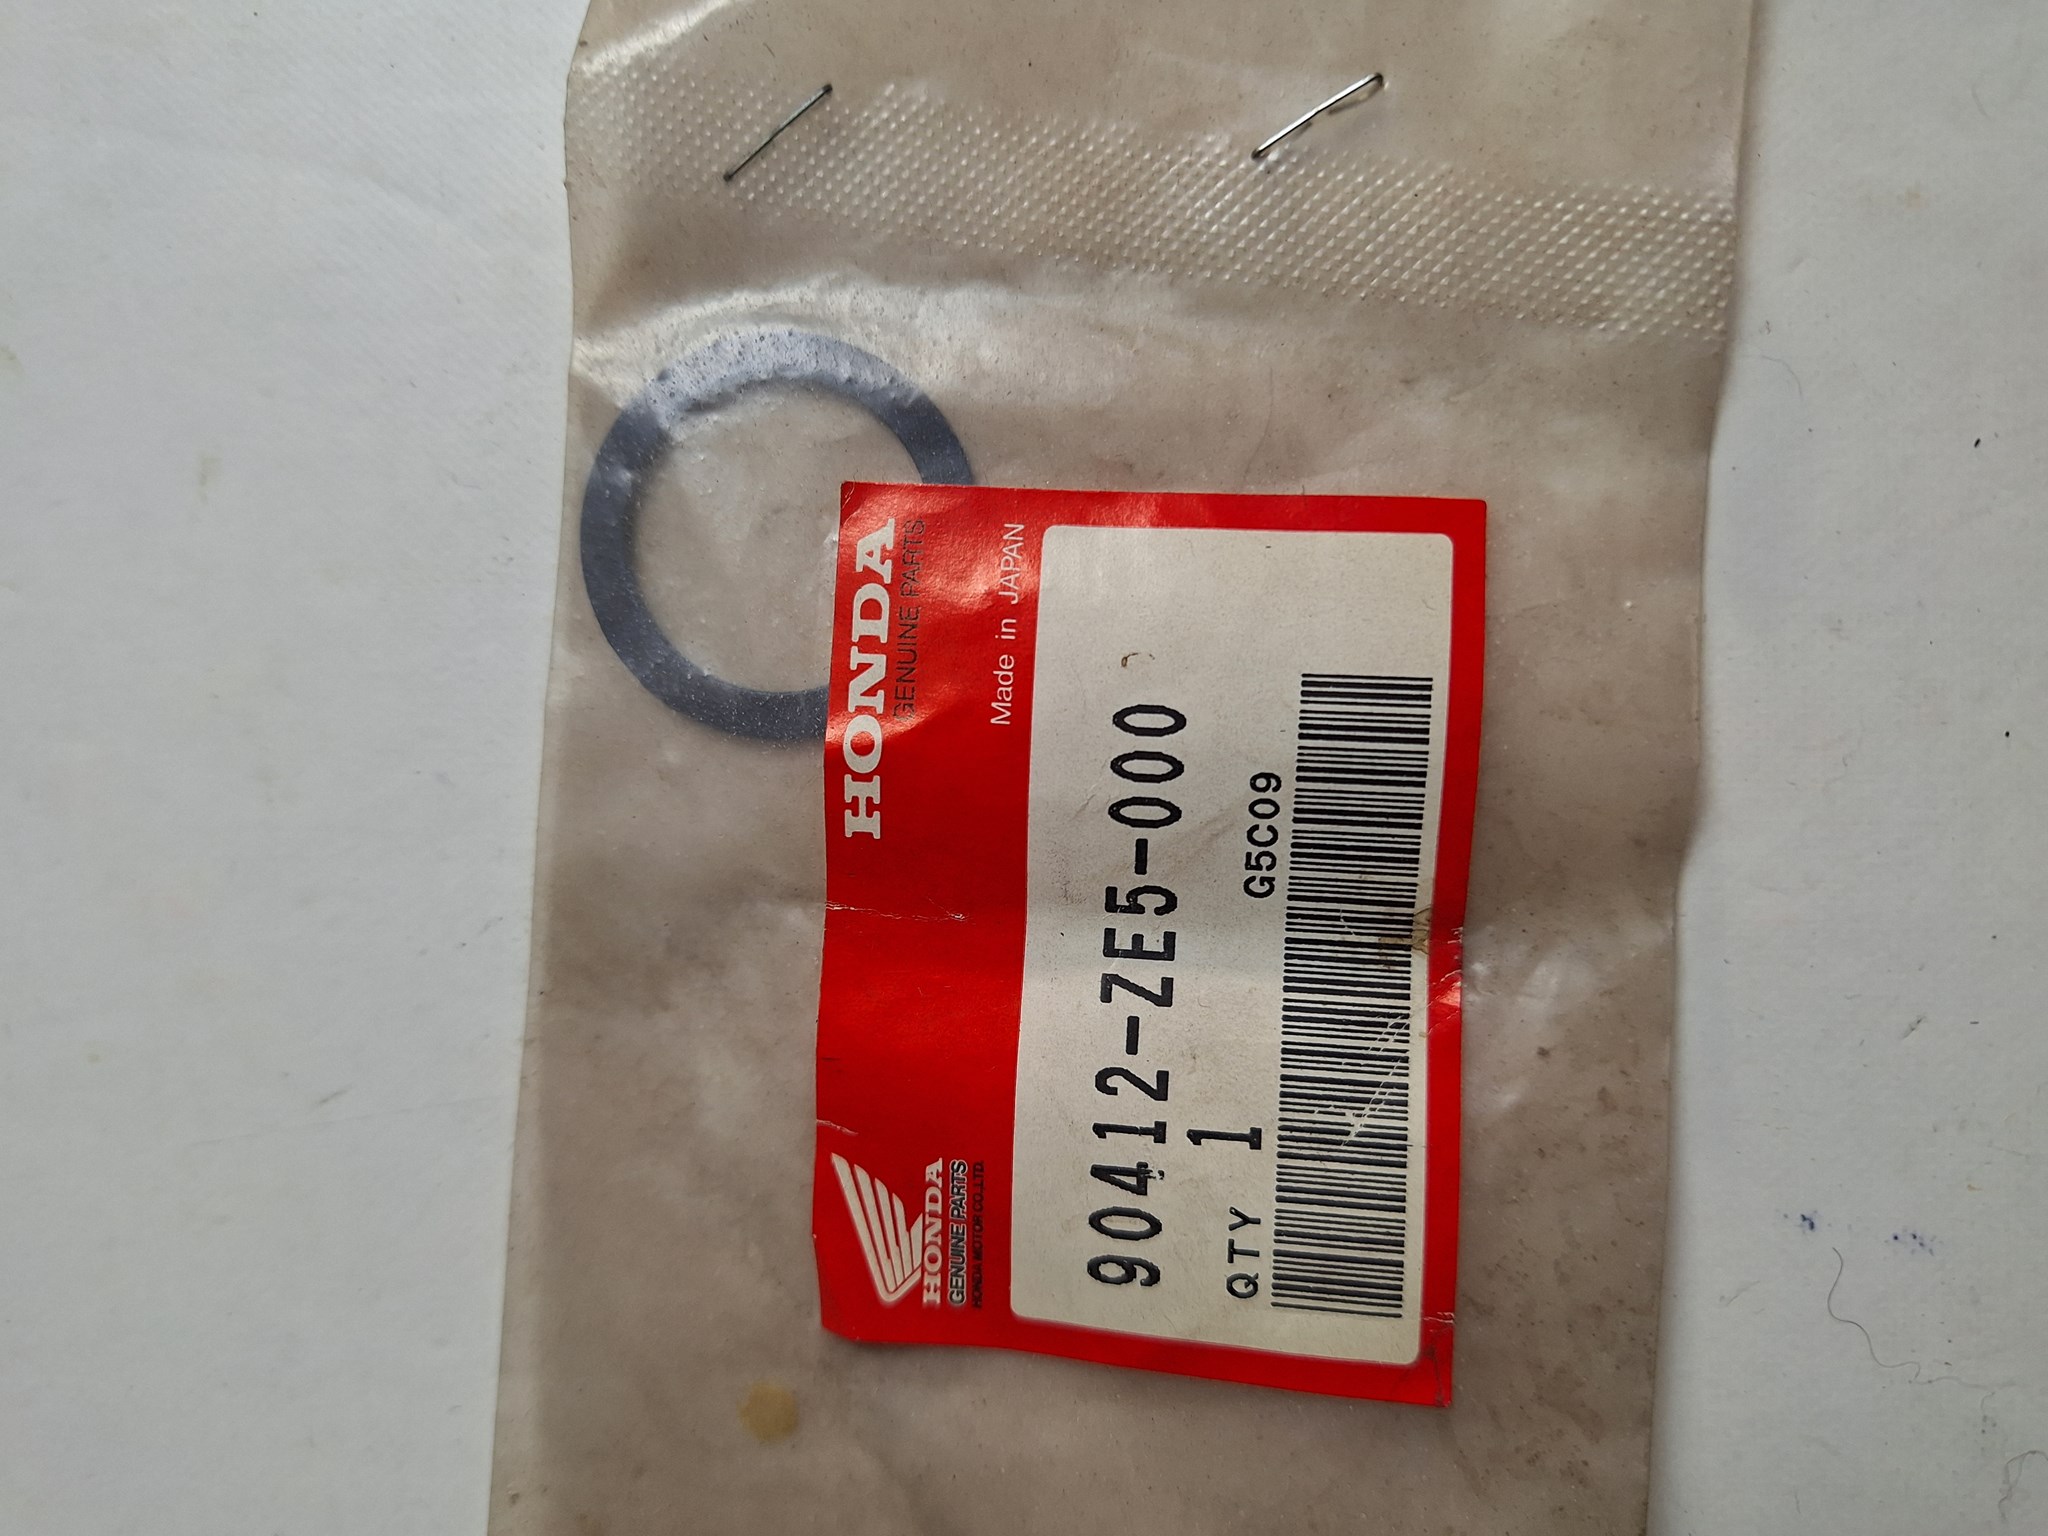 HONDA
GENUINE PARTS
Made in JAPAN
HONDA
GENUINE PARTS
HONDA MOTOR CO.,LTD.
90412-ZE5-000
QTY 1
G5C09